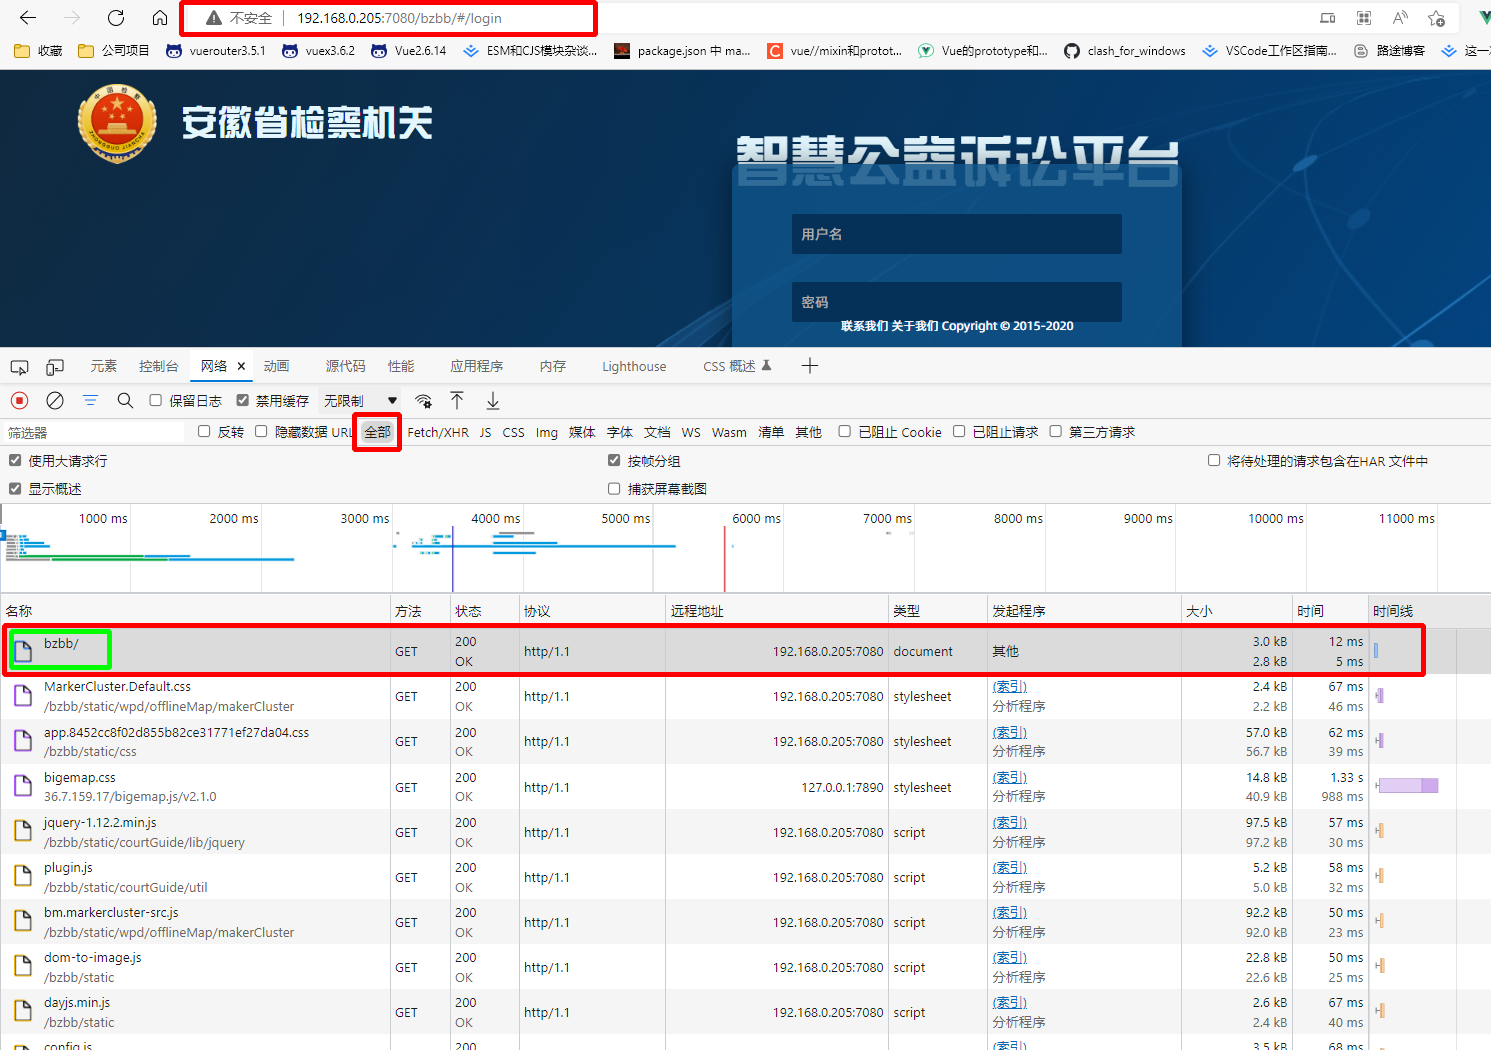 不安全 192.168.0.205:7080/bzbb/#/login
收藏 公司项目 vuerouter3.5.1 vuex3.6.2 Vue2.6.14 ESM和CJS模块杂谈... package.json 中 ma... vue//mixin和protot... Vue的prototype和... clash_for_windows VSCode工作区指南... 路途博客 这一
安徽省检察机关
智慧公益诉讼平台
用户名
密码
联系我们 关于我们 Copyright © 2015-2020
元素 控制台 网络 动画 源代码 性能 应用程序 内存 Lighthouse CSS 概述
保留日志 禁用缓存 无限制
筛选器 反转 隐藏数据 URL 全部 Fetch/XHR JS CSS Img 媒体 字体 文档 WS Wasm 清单 其他 已阻止 Cookie 已阻止请求 第三方请求
使用大请求行 按帧分组 将待处理的请求包含在HAR 文件中
显示概述 捕获屏幕截图
1000 ms 2000 ms 3000 ms 4000 ms 5000 ms 6000 ms 7000 ms 8000 ms 9000 ms 10000 ms 11000 ms
名称 方法 状态 协议 远程地址 类型 发起程序 大小 时间 时间线
bzbb/ GET 200 http/1.1 192.168.0.205:7080 document 其他 3.0 kB 12 ms
OK 2.8 kB 5 ms
MarkerCluster.Default.css GET 200 http/1.1 192.168.0.205:7080 stylesheet (索引) 2.4 kB 67 ms
/bzbb/static/wpd/offlineMap/makerCluster OK 分析程序 2.2 kB 46 ms
app.8452cc8f02d855b82ce31771ef27da04.css GET 200 http/1.1 192.168.0.205:7080 stylesheet (索引) 57.0 kB 62 ms
/bzbb/static/css OK 分析程序 56.7 kB 39 ms
bigemap.css GET 200 http/1.1 127.0.0.1:7890 stylesheet (索引) 14.8 kB 1.33 s
36.7.159.17/bigemap.js/v2.1.0 OK 分析程序 40.9 kB 988 ms
jquery-1.12.2.min.js GET 200 http/1.1 192.168.0.205:7080 script (索引) 97.5 kB 57 ms
/bzbb/static/courtGuide/lib/jquery OK 分析程序 97.2 kB 30 ms
plugin.js GET 200 http/1.1 192.168.0.205:7080 script (索引) 5.2 kB 58 ms
/bzbb/static/courtGuide/util OK 分析程序 5.0 kB 32 ms
bm.markercluster-src.js GET 200 http/1.1 192.168.0.205:7080 script (索引) 92.2 kB 50 ms
/bzbb/static/wpd/offlineMap/makerCluster OK 分析程序 92.0 kB 23 ms
dom-to-image.js GET 200 http/1.1 192.168.0.205:7080 script (索引) 22.8 kB 50 ms
/bzbb/static OK 分析程序 22.6 kB 25 ms
dayjs.min.js GET 200 http/1.1 192.168.0.205:7080 script (索引) 2.6 kB 67 ms
/bzbb/static OK 分析程序 2.4 kB 40 ms
config.js 200 (索引) 3.5 kB 68 ms